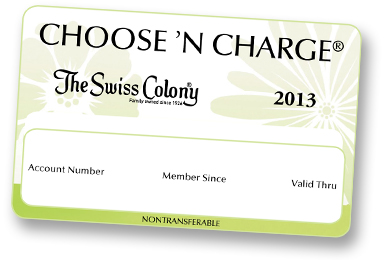 CHOOSE ’N CHARGE®
The Swiss Colony®
Family owned since 1926
2013
Account Number Member Since Valid Thru
NONTRANSFERABLE